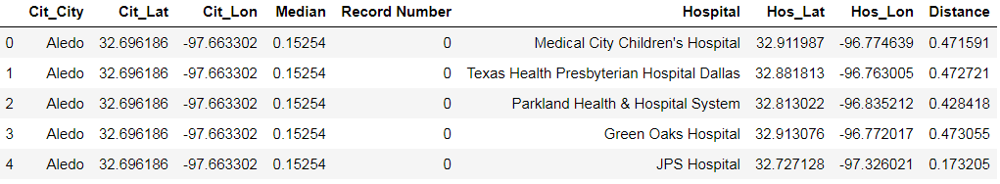 Cit_City Cit_Lat Cit_Lon Median Record Number Hospital Hos_Lat Hos_Lon Distance
0 Aledo 32.696186 -97.663302 0.15254 0 Medical City Children's Hospital 32.911987 -96.774639 0.471591
1 Aledo 32.696186 -97.663302 0.15254 0 Texas Health Presbyterian Hospital Dallas 32.881813 -96.763005 0.472721
2 Aledo 32.696186 -97.663302 0.15254 0 Parkland Health & Hospital System 32.813022 -96.835212 0.428418
3 Aledo 32.696186 -97.663302 0.15254 0 Green Oaks Hospital 32.913076 -96.772017 0.473055
4 Aledo 32.696186 -97.663302 0.15254 0 JPS Hospital 32.727128 -97.326021 0.173205